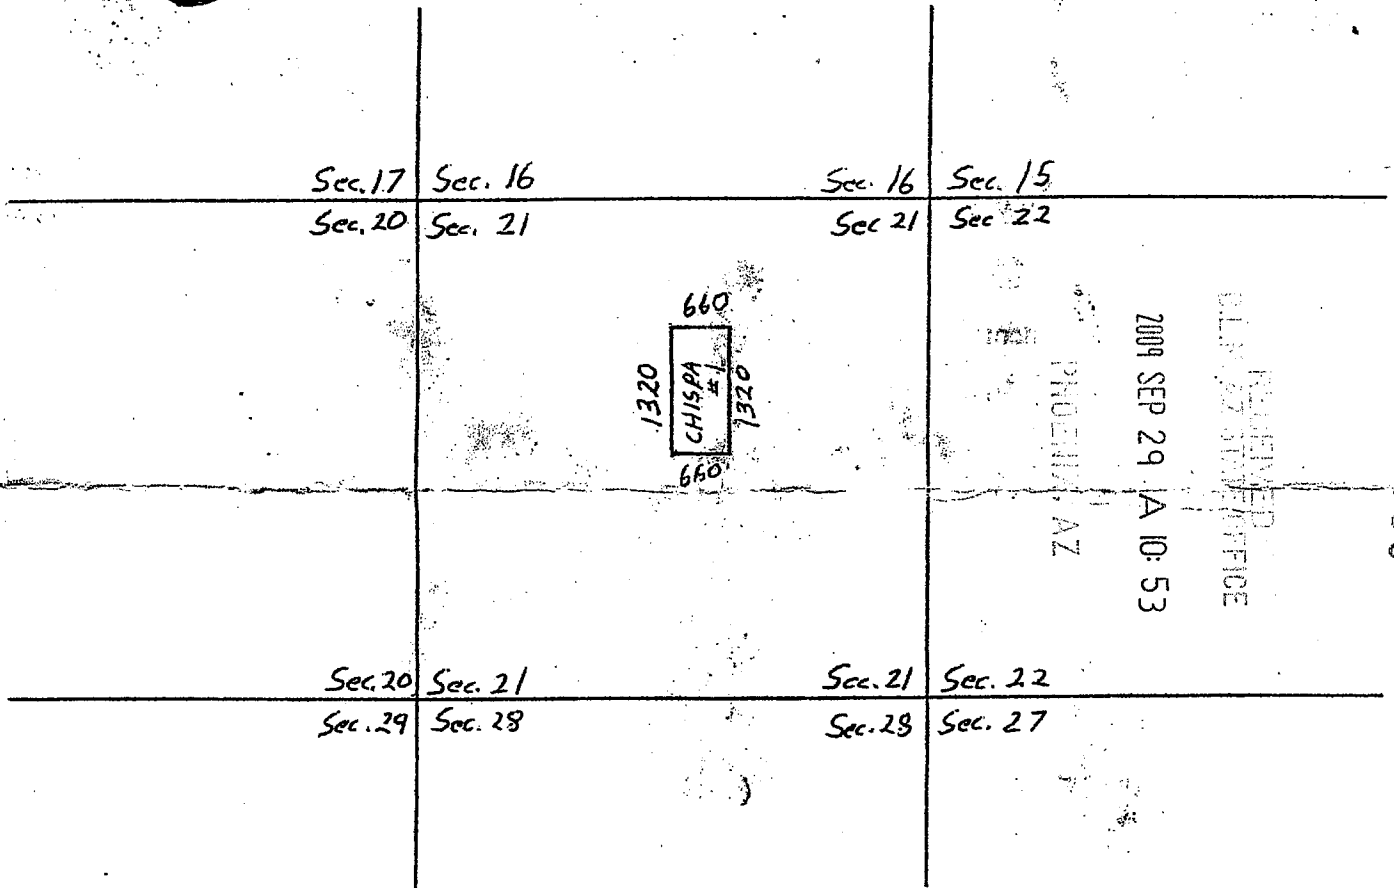 Sec. 17 Sec. 16 Sec. 16 Sec. 15
Sec. 20 Sec. 21 Sec 21 Sec 22
660
1320
CHISPA
#1
1320
660
Sec. 20 Sec. 21 Sec. 21 Sec. 22
Sec. 29 Sec. 28 Sec. 28 Sec. 27
RECEIVED
OFFICE
2009 SEP 29 A 10: 53
PHOENIX, AZ